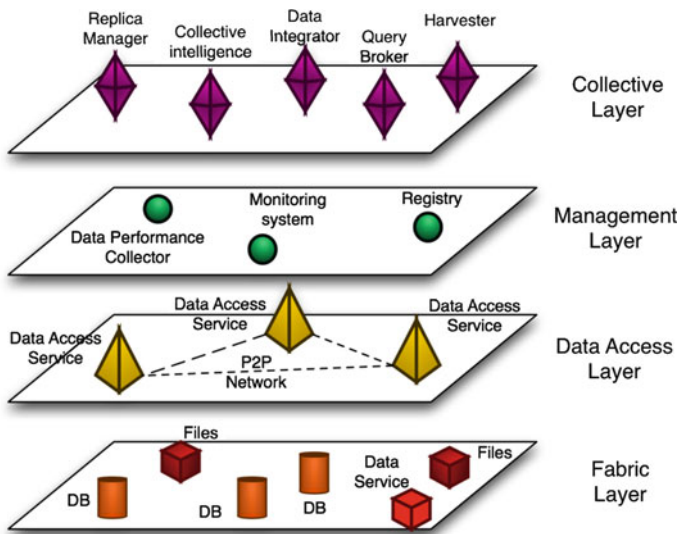 Replica
Manager
Collective
intelligence
Data
Integrator
Query
Broker
Harvester
Collective
Layer
Data Performance
Collector
Monitoring
system
Registry
Management
Layer
Data Access
Service
Data Access
Service
Data Access
Service
P2P
Network
Data Access
Layer
Files
DB
DB
DB
Data
Service
Files
Fabric
Layer